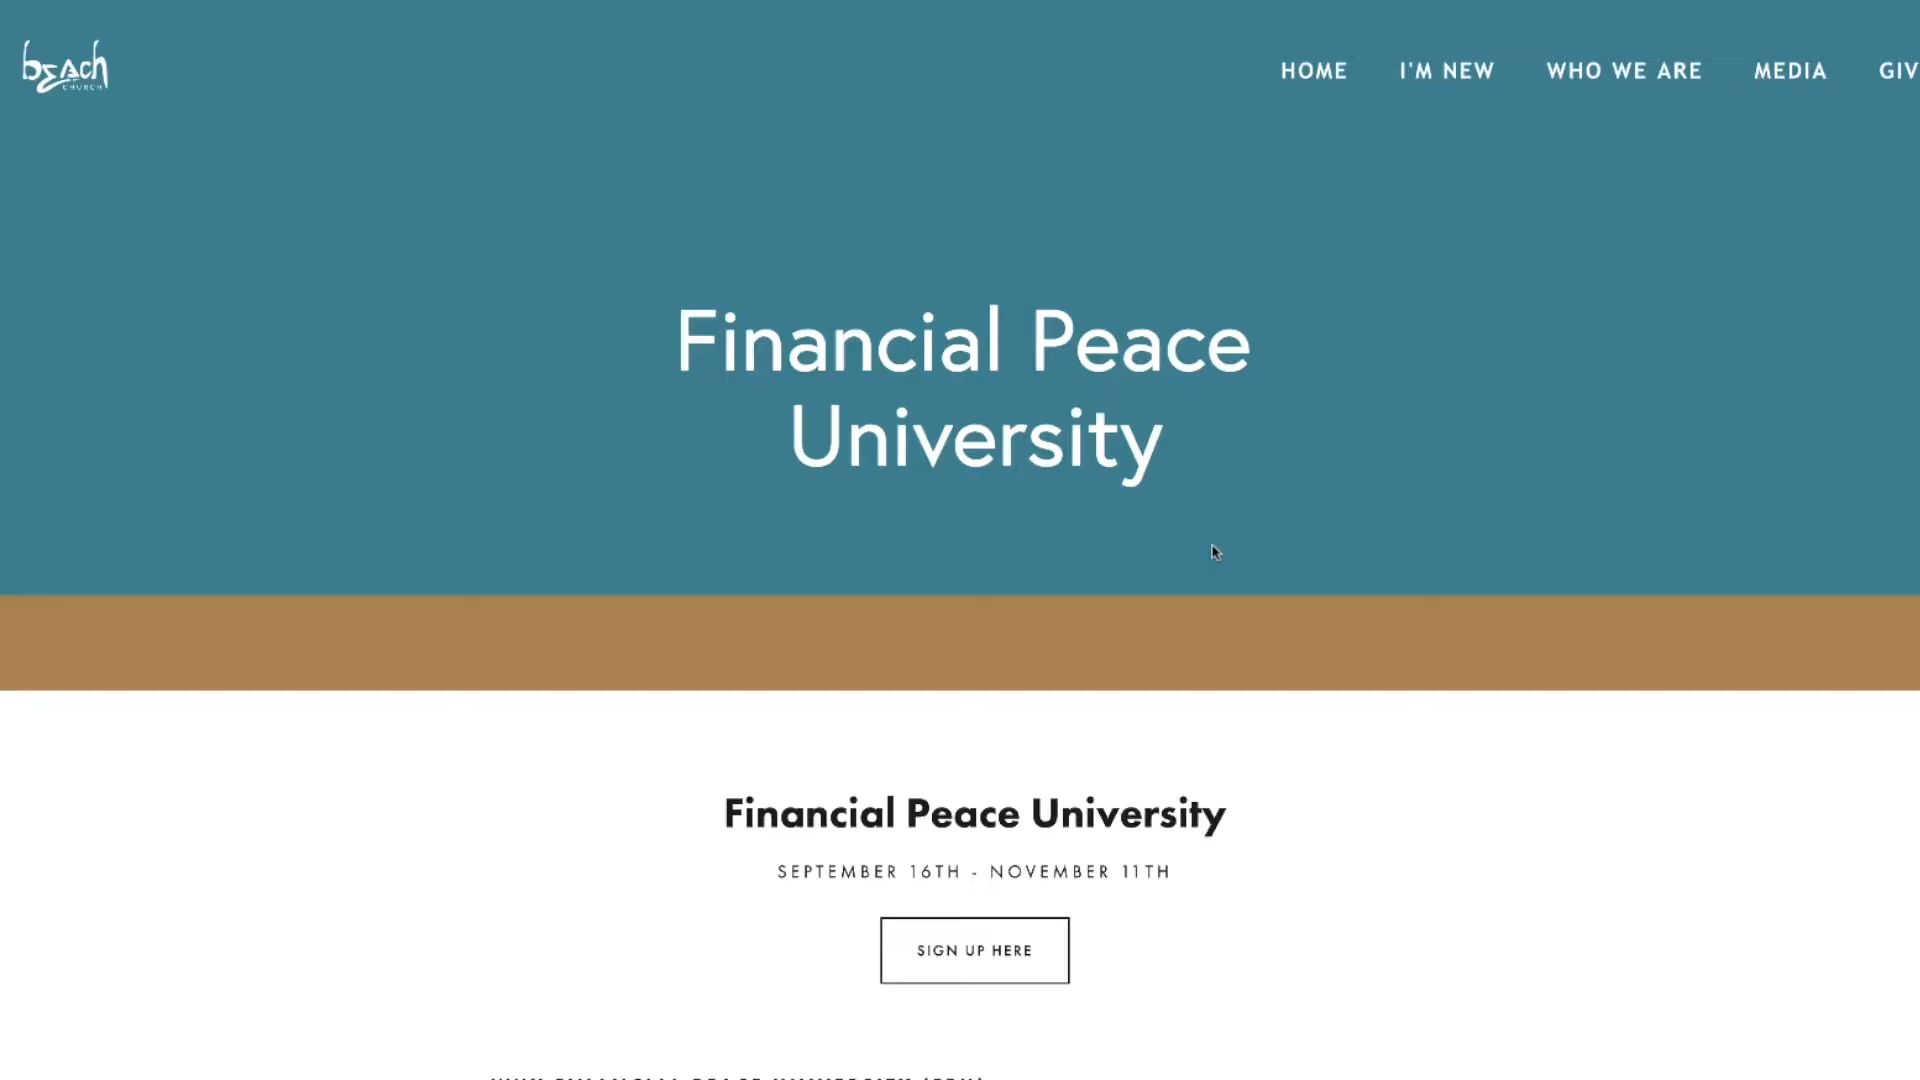 beach
CHURCH
HOME I'M NEW WHO WE ARE MEDIA GIV
Financial Peace
University
Financial Peace University
SEPTEMBER 16TH - NOVEMBER 11TH
SIGN UP HERE